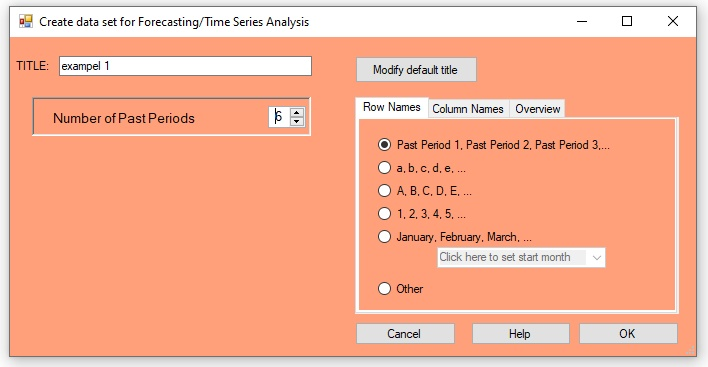 Create data set for Forecasting/Time Series Analysis
TITLE: exampel 1
Modify default title
Number of Past Periods 6
Row Names Column Names Overview
Past Period 1, Past Period 2, Past Period 3,...
a, b, c, d, e, ...
A, B, C, D, E, ...
1, 2, 3, 4, 5, ...
January, February, March, ...
Click here to set start month
Other
Cancel Help OK